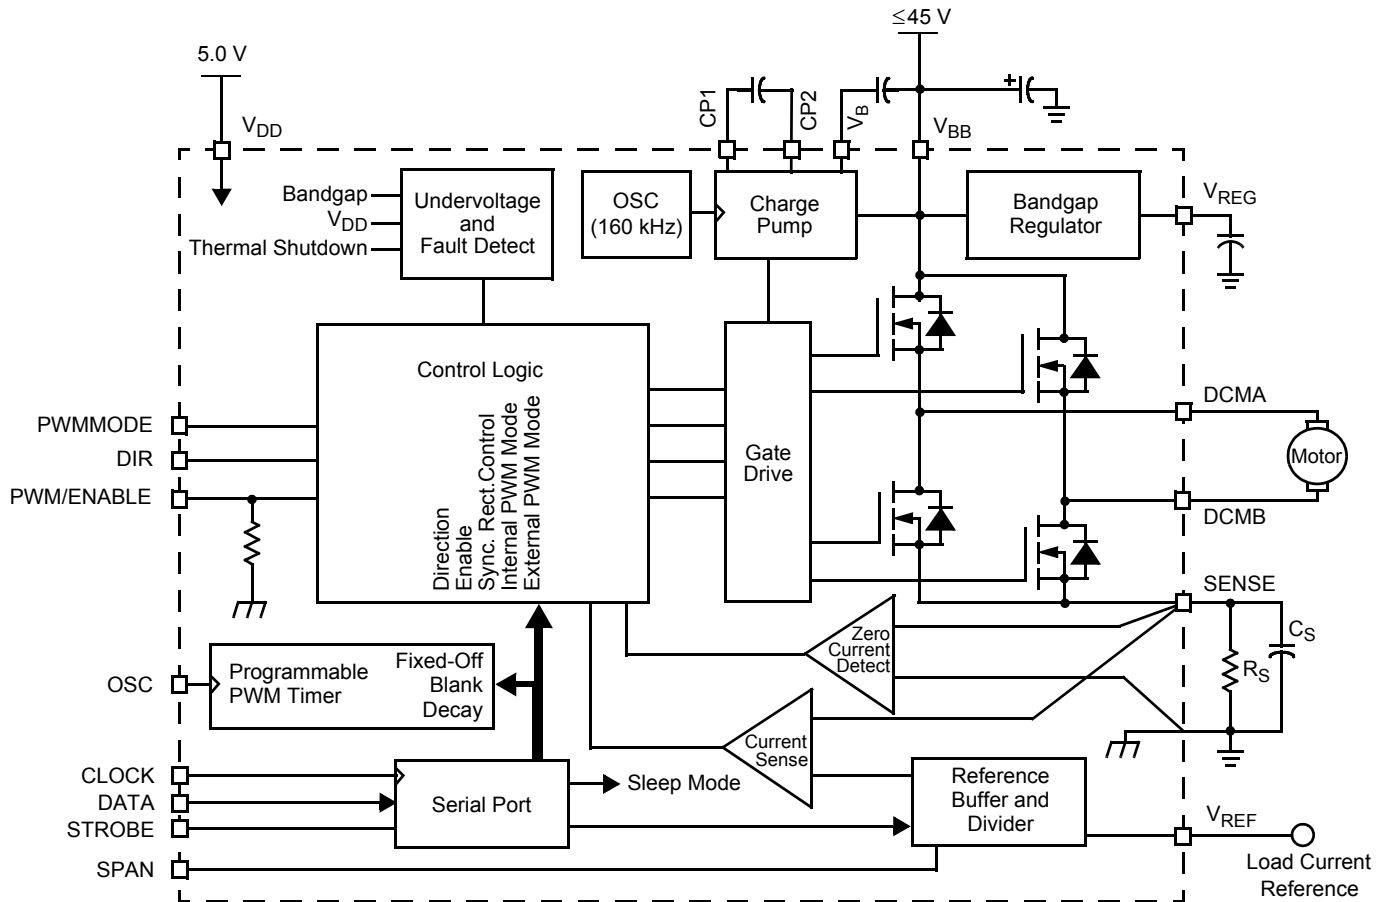 ≤45 V
5.0 V
VDD
CP1
CP2
VB
VBB
Bandgap
VDD
Thermal Shutdown
Undervoltage
and
Fault Detect
OSC
(160 kHz)
Charge
Pump
Bandgap
Regulator
VREG
Control Logic
Direction
Enable
Sync. Rect.Control
Internal PWM Mode
External PWM Mode
Gate
Drive
PWMMODE
DIR
PWM/ENABLE
DCMA
Motor
DCMB
SENSE
CS
RS
Zero
Current
Detect
OSC
Programmable
PWM Timer
Fixed-Off
Blank
Decay
Current
Sense
CLOCK
DATA
STROBE
SPAN
Serial Port
Sleep Mode
Reference
Buffer and
Divider
VREF
Load Current
Reference